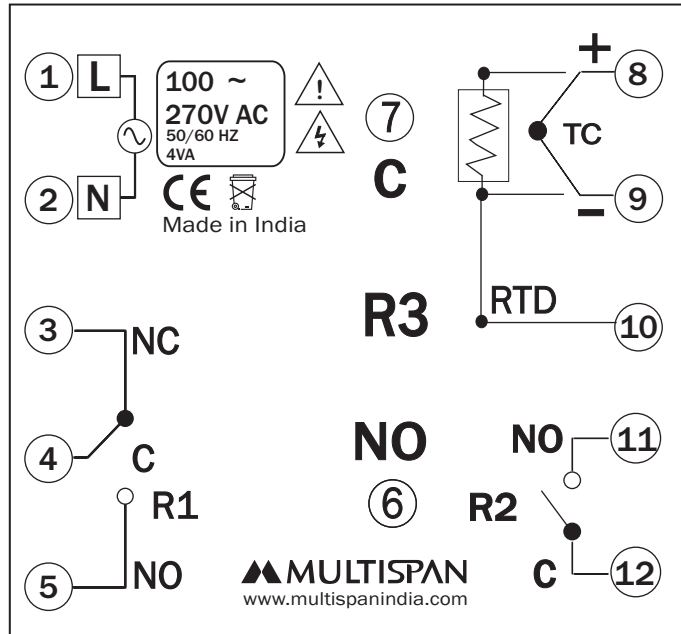 1 L
100 ~
270V AC
50/60 HZ
4VA
!
2 N
CE
Made in India
7
C
+ 8
TC
9
–
R3
RTD
10
3 NC
4 C
R1
5 NO
NO
6
NO 11
R2
C 12
MULTISPAN
www.multispanindia.com